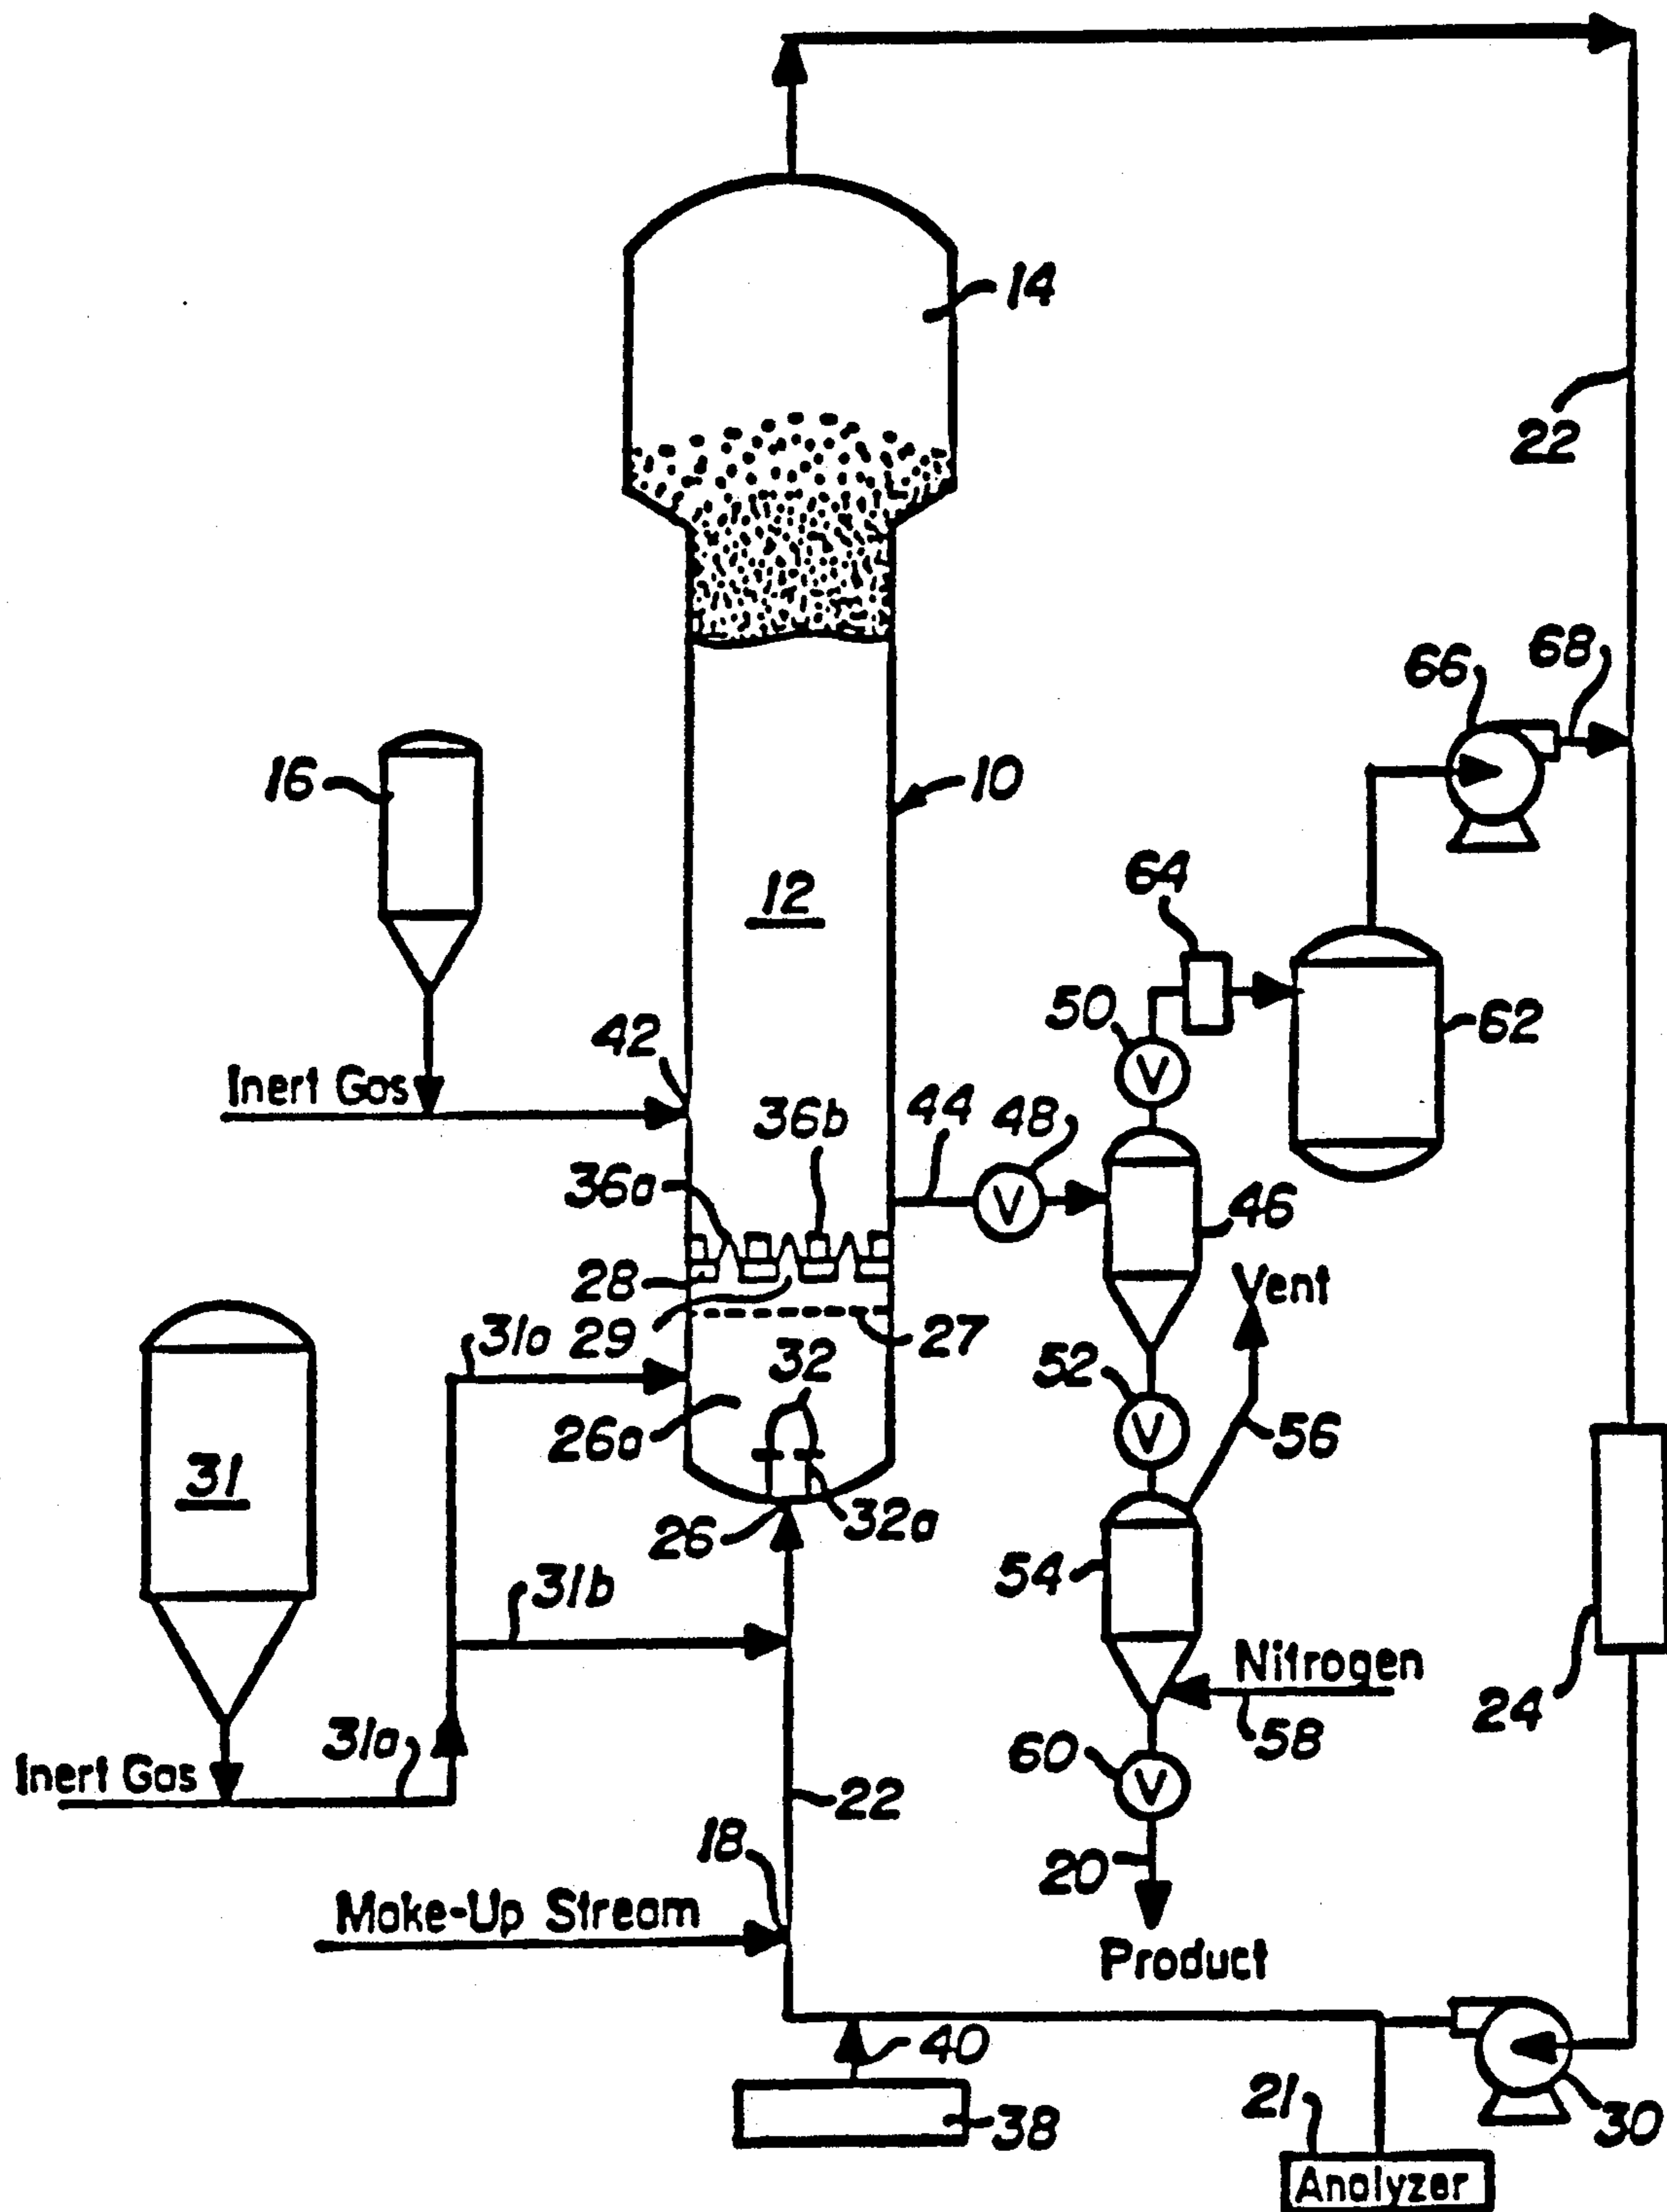 14
22
66
68
16
10
12
64
50
62
42
Inert Gas
36b
44
48
36a
46
28
Vent
31a
29
27
32
52
26a
56
31
26
32a
54
31b
Nitrogen
24
58
31a
60
Inert Gas
22
18
20
Make-Up Stream
Product
40
21
38
30
Analyzer